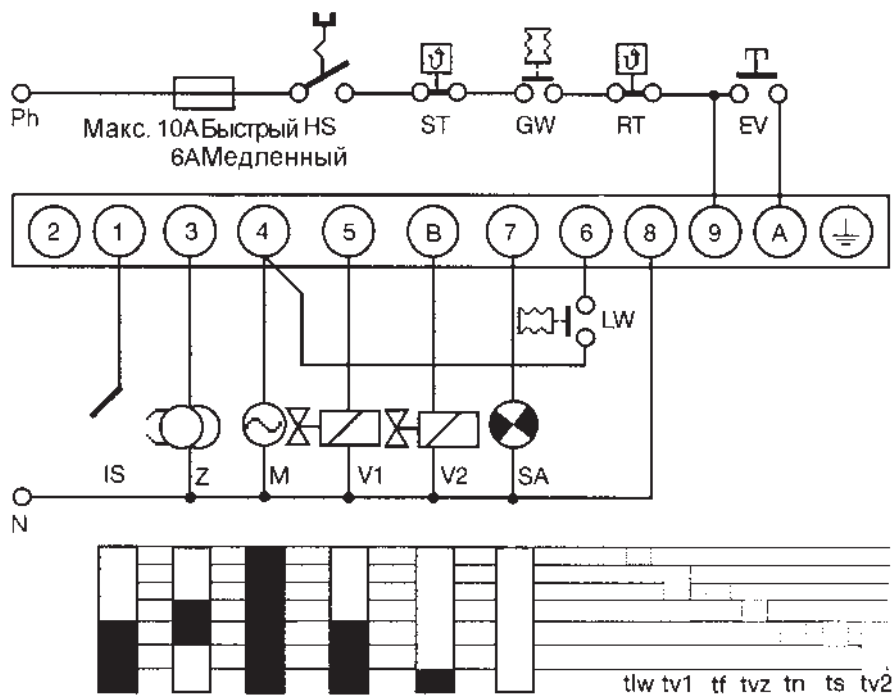 Ph
Макс. 10А Быстрый HS
6А Медленный
ST
GW
RT
EV
2 1 3 4 5 B 7 6 8 9 A
LW
IS Z M V1 V2 SA
N
tlw tv1 tf tvz tn ts tv2